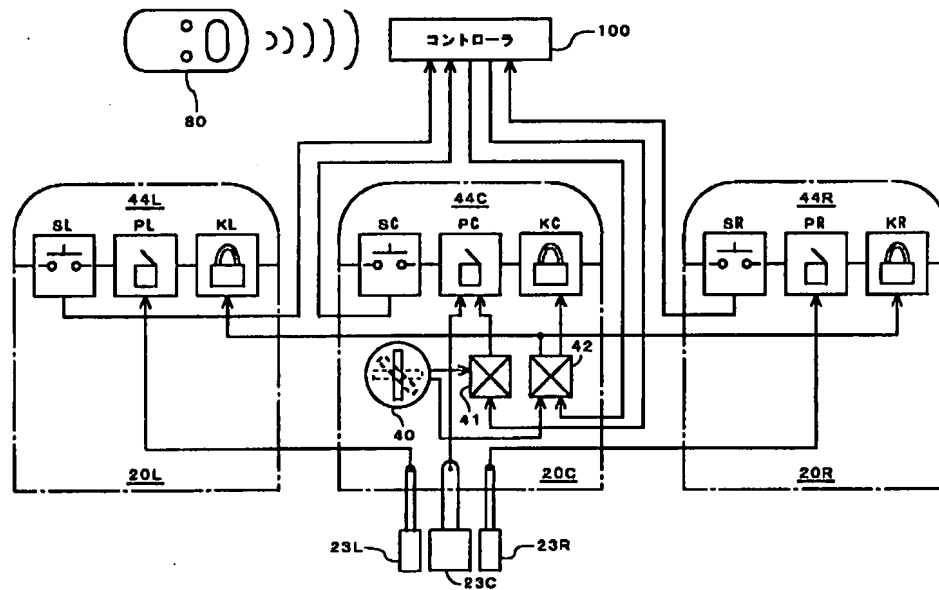 コントローラ
100
80
44L
44C
44R
SL
PL
KL
SC
PC
KC
SR
PR
KR
42
41
40
20L
20C
20R
23L
23R
23C